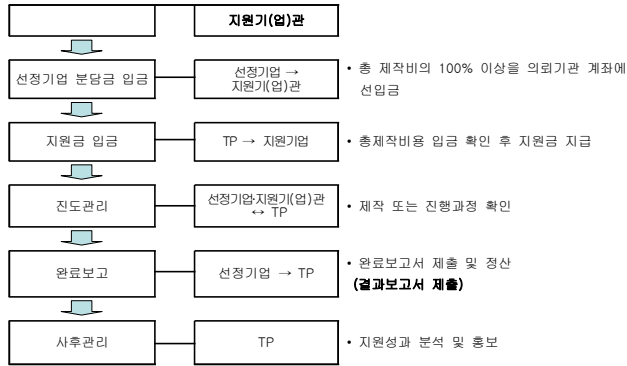 지원기(업)관
선정기업 분담금 입금
선정기업 →
지원기(업)관
• 총 제작비의 100% 이상을 의뢰기관 계좌에
선입금
지원금 입금
TP → 지원기업
• 총제작비용 입금 확인 후 지원금 지급
진도관리
선정기업·지원기(업)관
↔ TP
• 제작 또는 진행과정 확인
완료보고
선정기업 → TP
• 완료보고서 제출 및 정산
(결과보고서 제출)
사후관리
TP
• 지원성과 분석 및 홍보